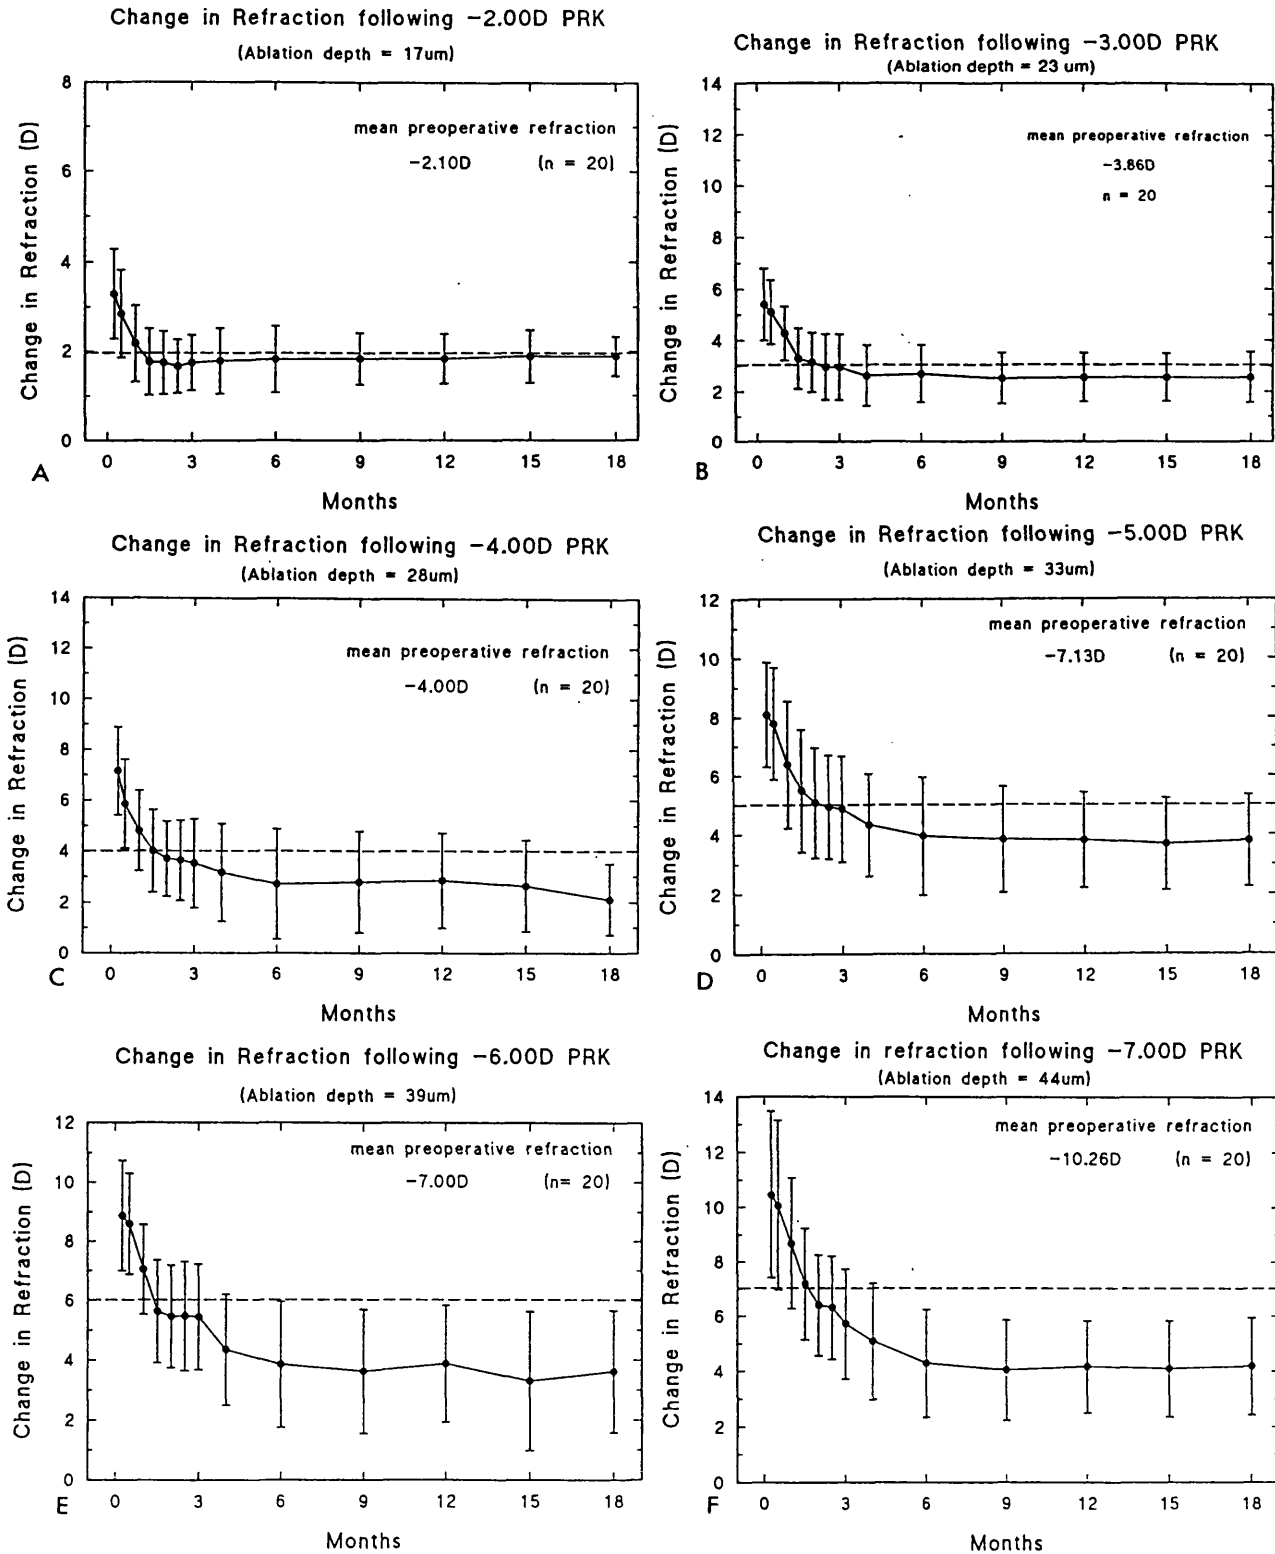 Change in Refraction following -2.00D PRK
(Ablation depth = 17um)
Change in Refraction (D)
8
6
4
2
0
mean preoperative refraction
-2.10D (n = 20)
0 3 6 9 12 15 18
A
Months
Change in Refraction following -3.00D PRK
(Ablation depth = 23 um)
Change in Refraction (D)
14
12
10
8
6
4
2
0
mean preoperative refraction
-3.86D
n = 20
0 3 6 9 12 15 18
B
Months
Change in Refraction following -4.00D PRK
(Ablation depth = 28um)
Change in Refraction (D)
14
12
10
8
6
4
2
0
mean preoperative refraction
-4.00D (n = 20)
0 3 6 9 12 15 18
C
Months
Change in Refraction following -5.00D PRK
(Ablation depth = 33um)
Change in Refraction (D)
12
10
8
6
4
2
0
mean preoperative refraction
-7.13D (n = 20)
0 3 6 9 12 15 18
D
Months
Change in Refraction following -6.00D PRK
(Ablation depth = 39um)
Change in Refraction (D)
12
10
8
6
4
2
0
mean preoperative refraction
-7.00D (n= 20)
0 3 6 9 12 15 18
E
Months
Change in refraction following -7.00D PRK
(Ablation depth = 44um)
Change in Refraction (D)
14
12
10
8
6
4
2
0
mean preoperative refraction
-10.26D (n = 20)
0 3 6 9 12 15 18
F
Months